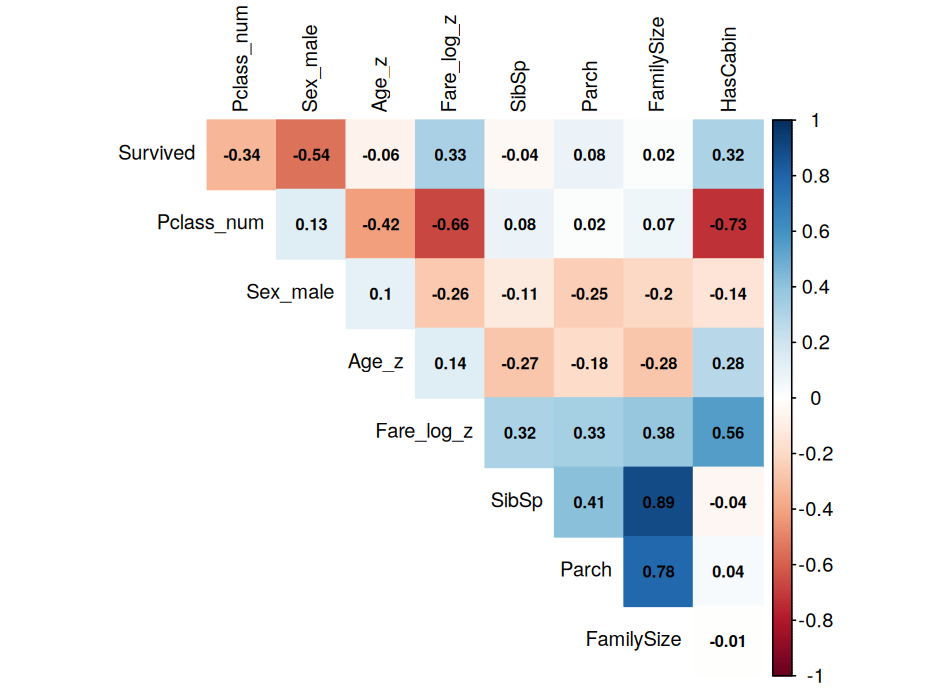 Pclass_num Sex_male Age_z Fare_log_z SibSp Parch FamilySize HasCabin
Survived -0.34 -0.54 -0.06 0.33 -0.04 0.08 0.02 0.32
Pclass_num 0.13 -0.42 -0.66 0.08 0.02 0.07 -0.73
Sex_male 0.1 -0.26 -0.11 -0.25 -0.2 -0.14
Age_z 0.14 -0.27 -0.18 -0.28 0.28
Fare_log_z 0.32 0.33 0.38 0.56
SibSp 0.41 0.89 -0.04
Parch 0.78 0.04
FamilySize -0.01
1
0.8
0.6
0.4
0.2
0
-0.2
-0.4
-0.6
-0.8
-1